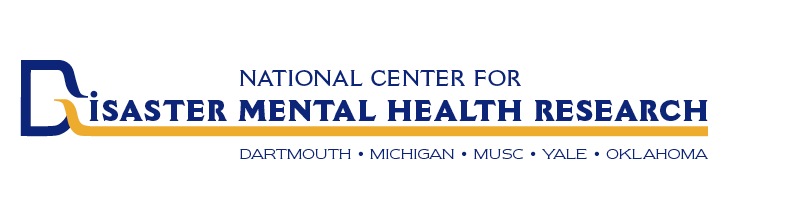 NATIONAL CENTER FOR
DiSASTER MENTAL HEALTH RESEARCH
DARTMOUTH • MICHIGAN • MUSC • YALE • OKLAHOMA